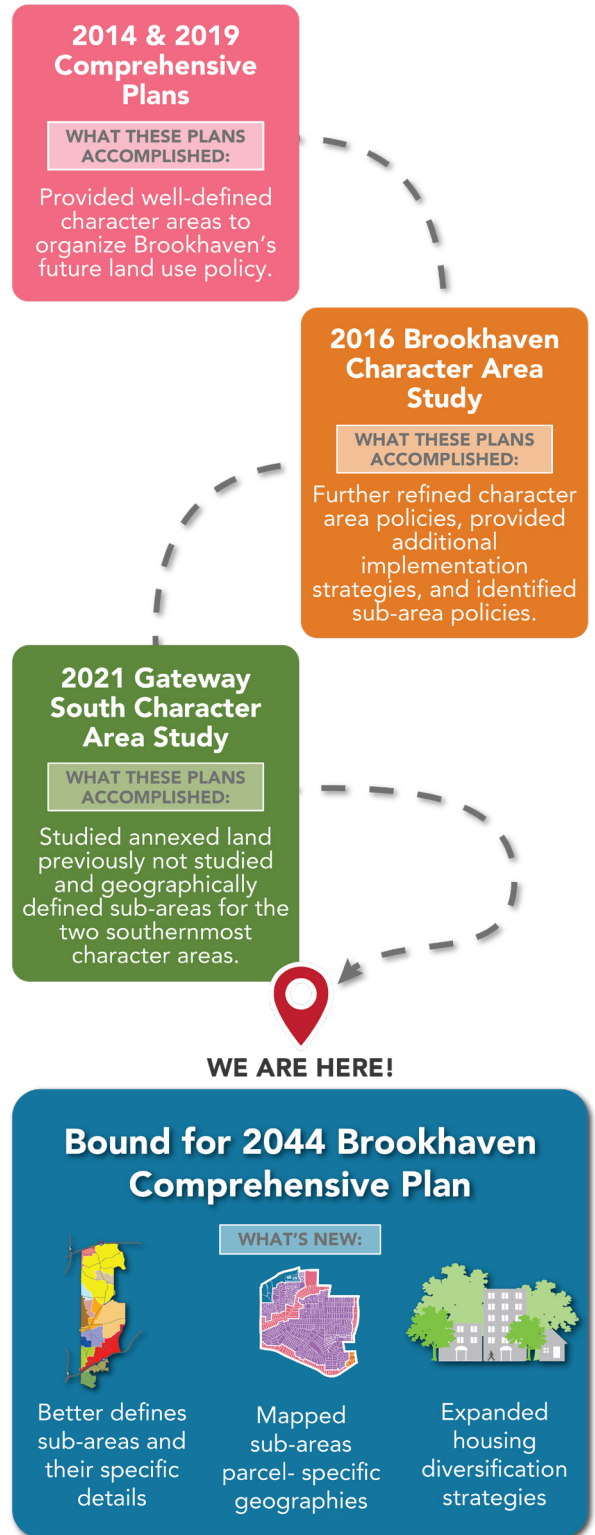 2014 & 2019
Comprehensive
Plans
WHAT THESE PLANS
ACCOMPLISHED:
Provided well-defined
character areas to
organize Brookhaven's
future land use policy.
2016 Brookhaven
Character Area
Study
WHAT THESE PLANS
ACCOMPLISHED:
Further refined character
area policies, provided
additional
implementation
strategies, and identified
sub-area policies.
2021 Gateway
South Character
Area Study
WHAT THESE PLANS
ACCOMPLISHED:
Studied annexed land
previously not studied
and geographically
defined sub-areas for the
two southernmost
character areas.
WE ARE HERE!
Bound for 2044 Brookhaven
Comprehensive Plan
WHAT'S NEW:
Better defines
sub-areas and
their specific
details
Mapped
sub-areas
parcel- specific
geographies
Expanded
housing
diversification
strategies